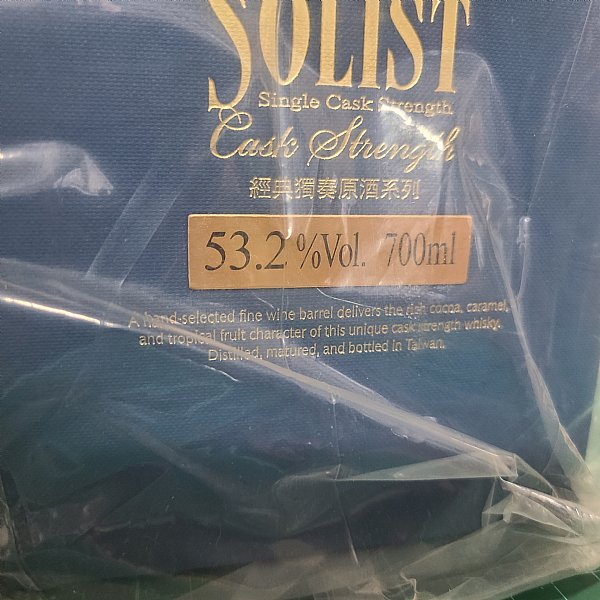 SOLIST
Single Cask Strength
Cask Strength
經典獨奏原酒系列
53.2 %Vol. 700ml
A hand-selected fine wine barrel delivers the rich cocoa, caramel,
and tropical fruit character of this unique cask strength whisky.
Distilled, matured, and bottled in Taiwan.